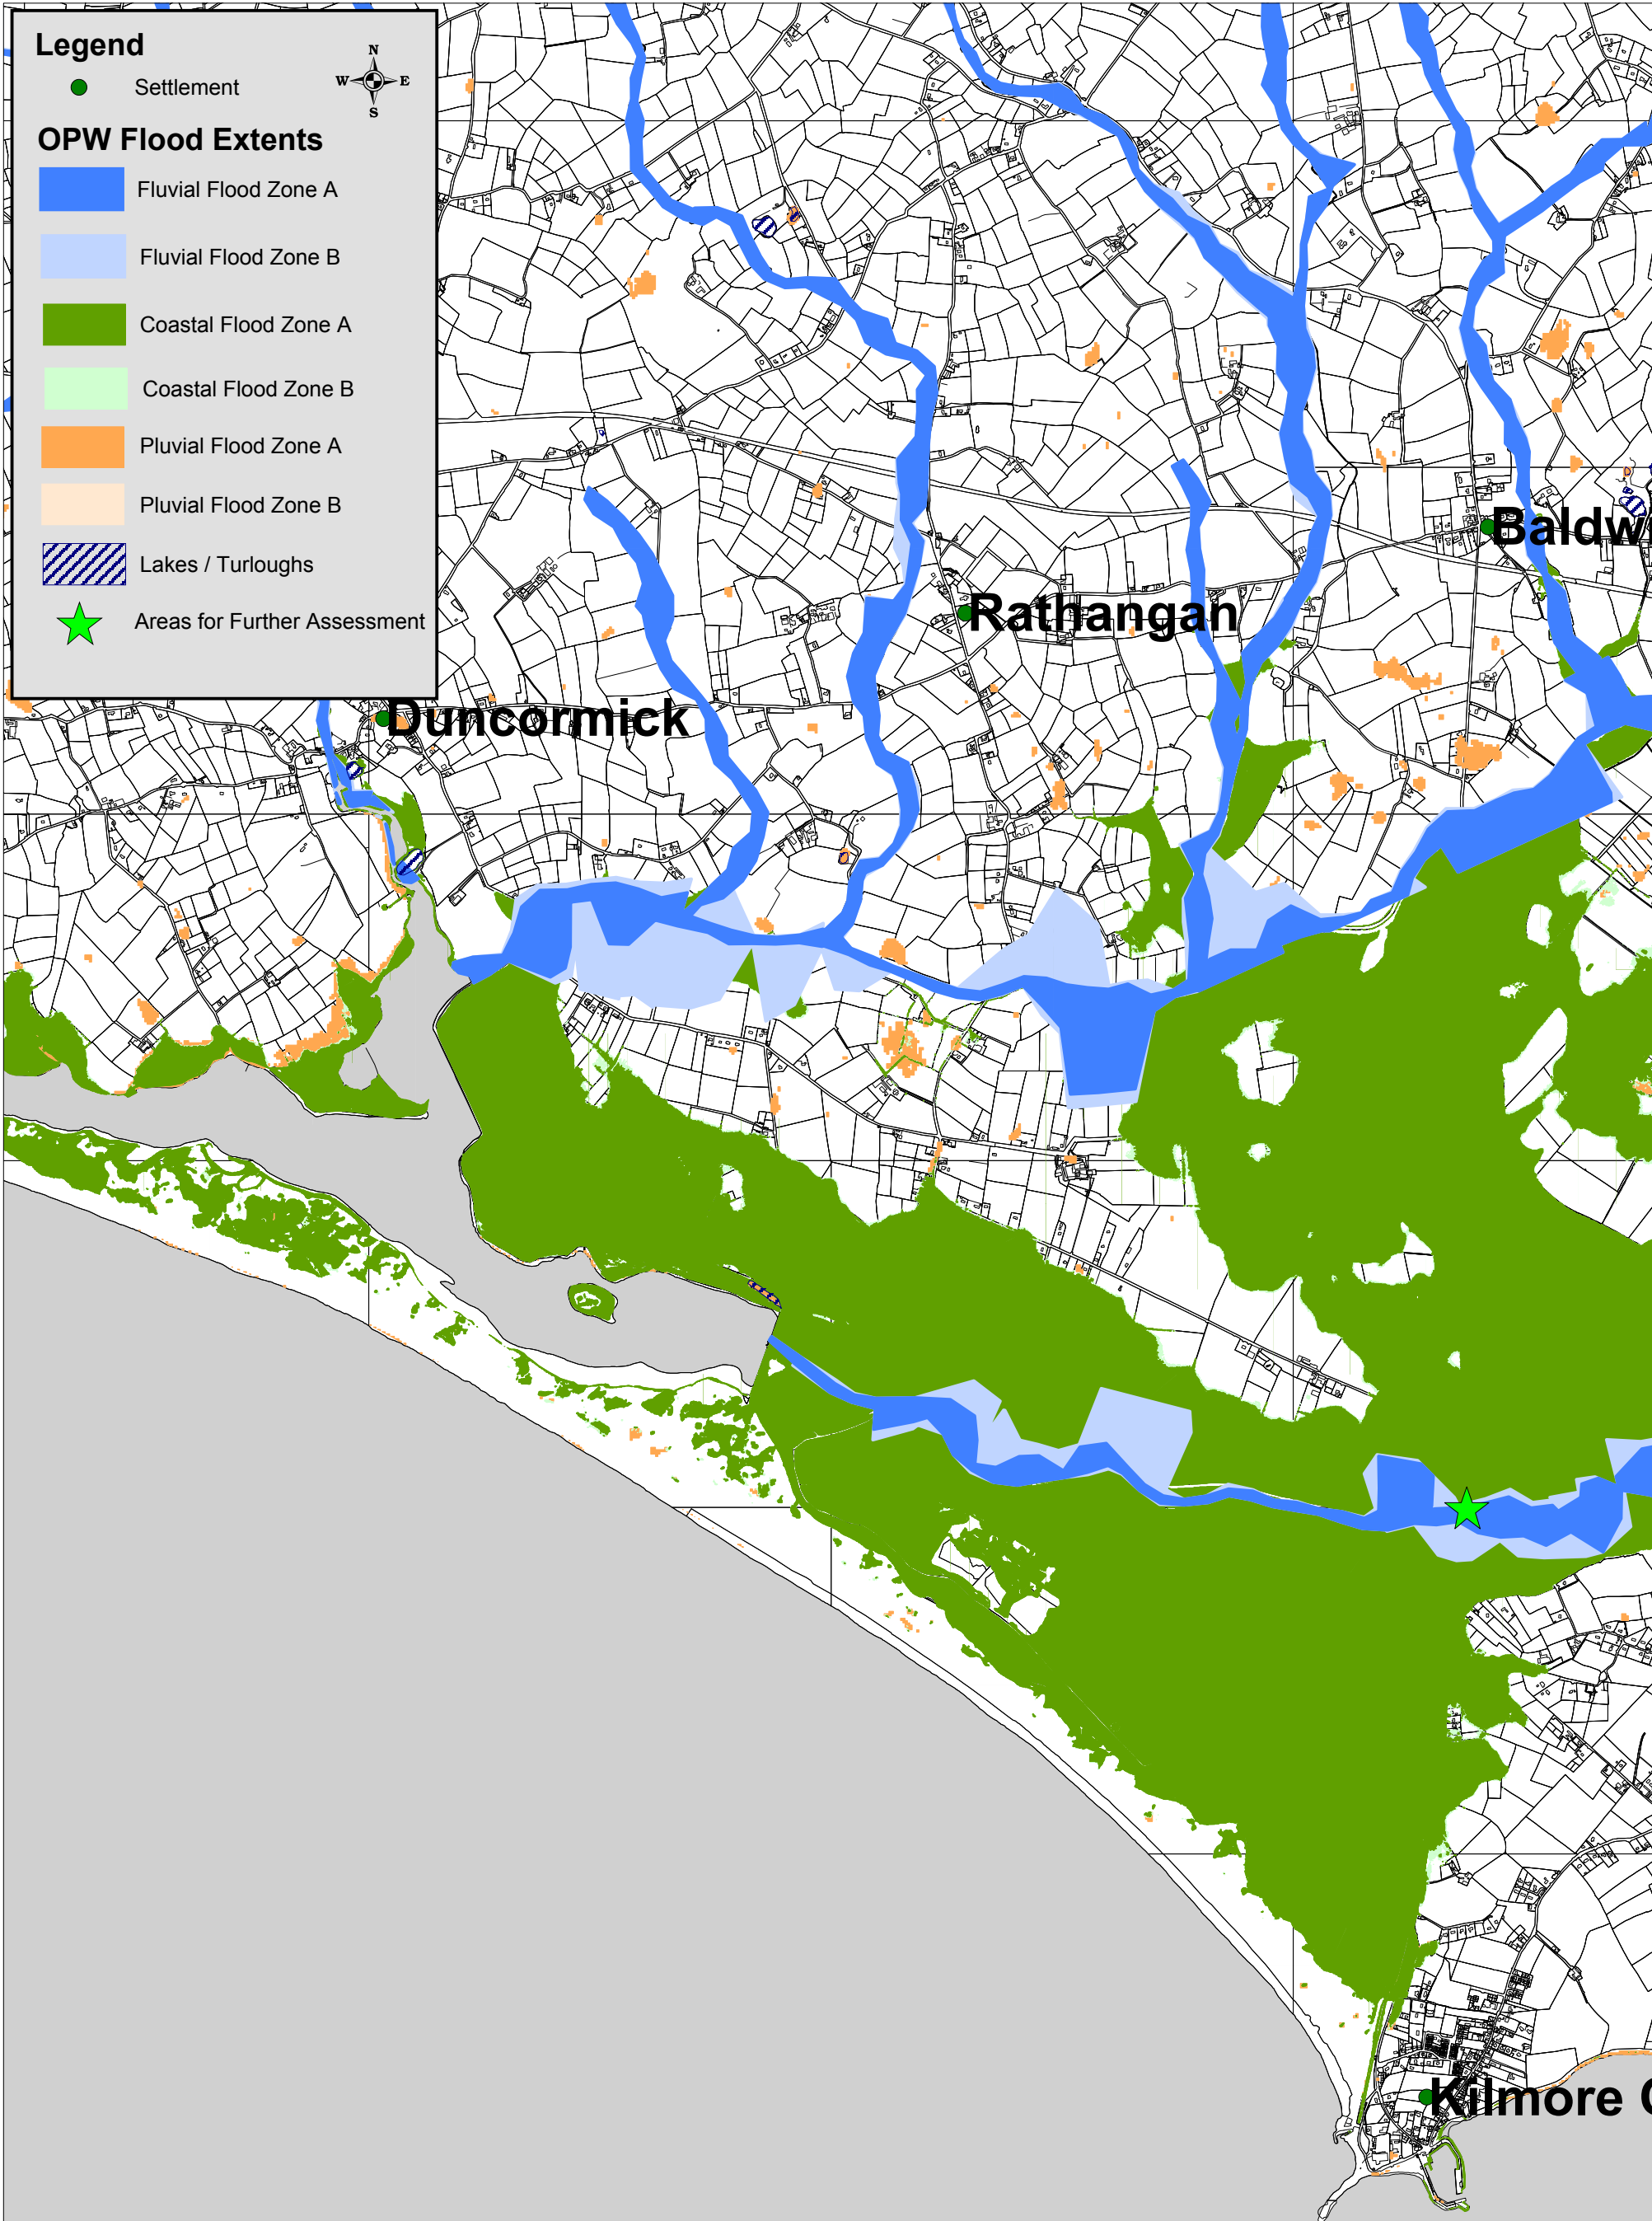 Legend
N
W E
S
Settlement
OPW Flood Extents
Fluvial Flood Zone A
Fluvial Flood Zone B
Coastal Flood Zone A
Coastal Flood Zone B
Pluvial Flood Zone A
Pluvial Flood Zone B
Lakes / Turloughs
Areas for Further Assessment
Baldwi
Rathangan
Duncormick
Kilmore